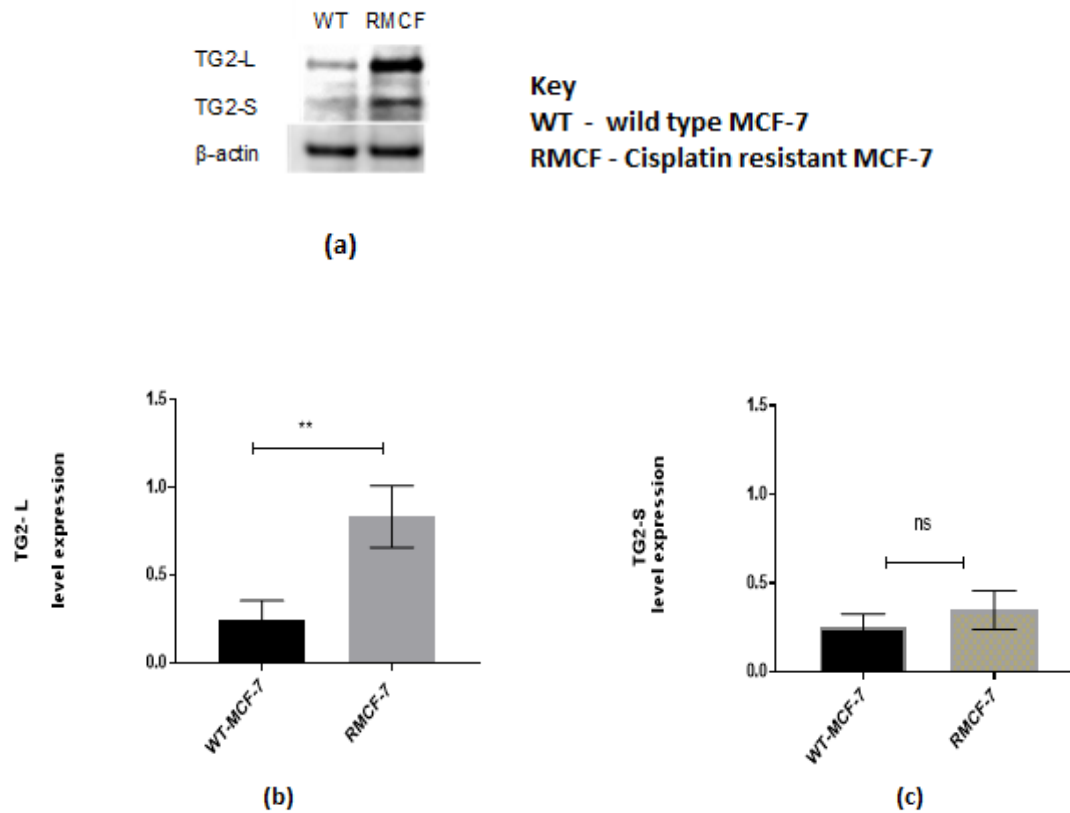 WT RMCF
TG2-L
TG2-S
β-actin
Key
WT - wild type MCF-7
RMCF - Cisplatin resistant MCF-7
(a)
TG2- L
level expression
1.5
1.0
0.5
0.0
**
WT-MCF-7
RMCF-7
(b)
TG2-S
level expression
1.5
1.0
0.5
0.0
ns
WT-MCF-7
RMCF-7
(c)